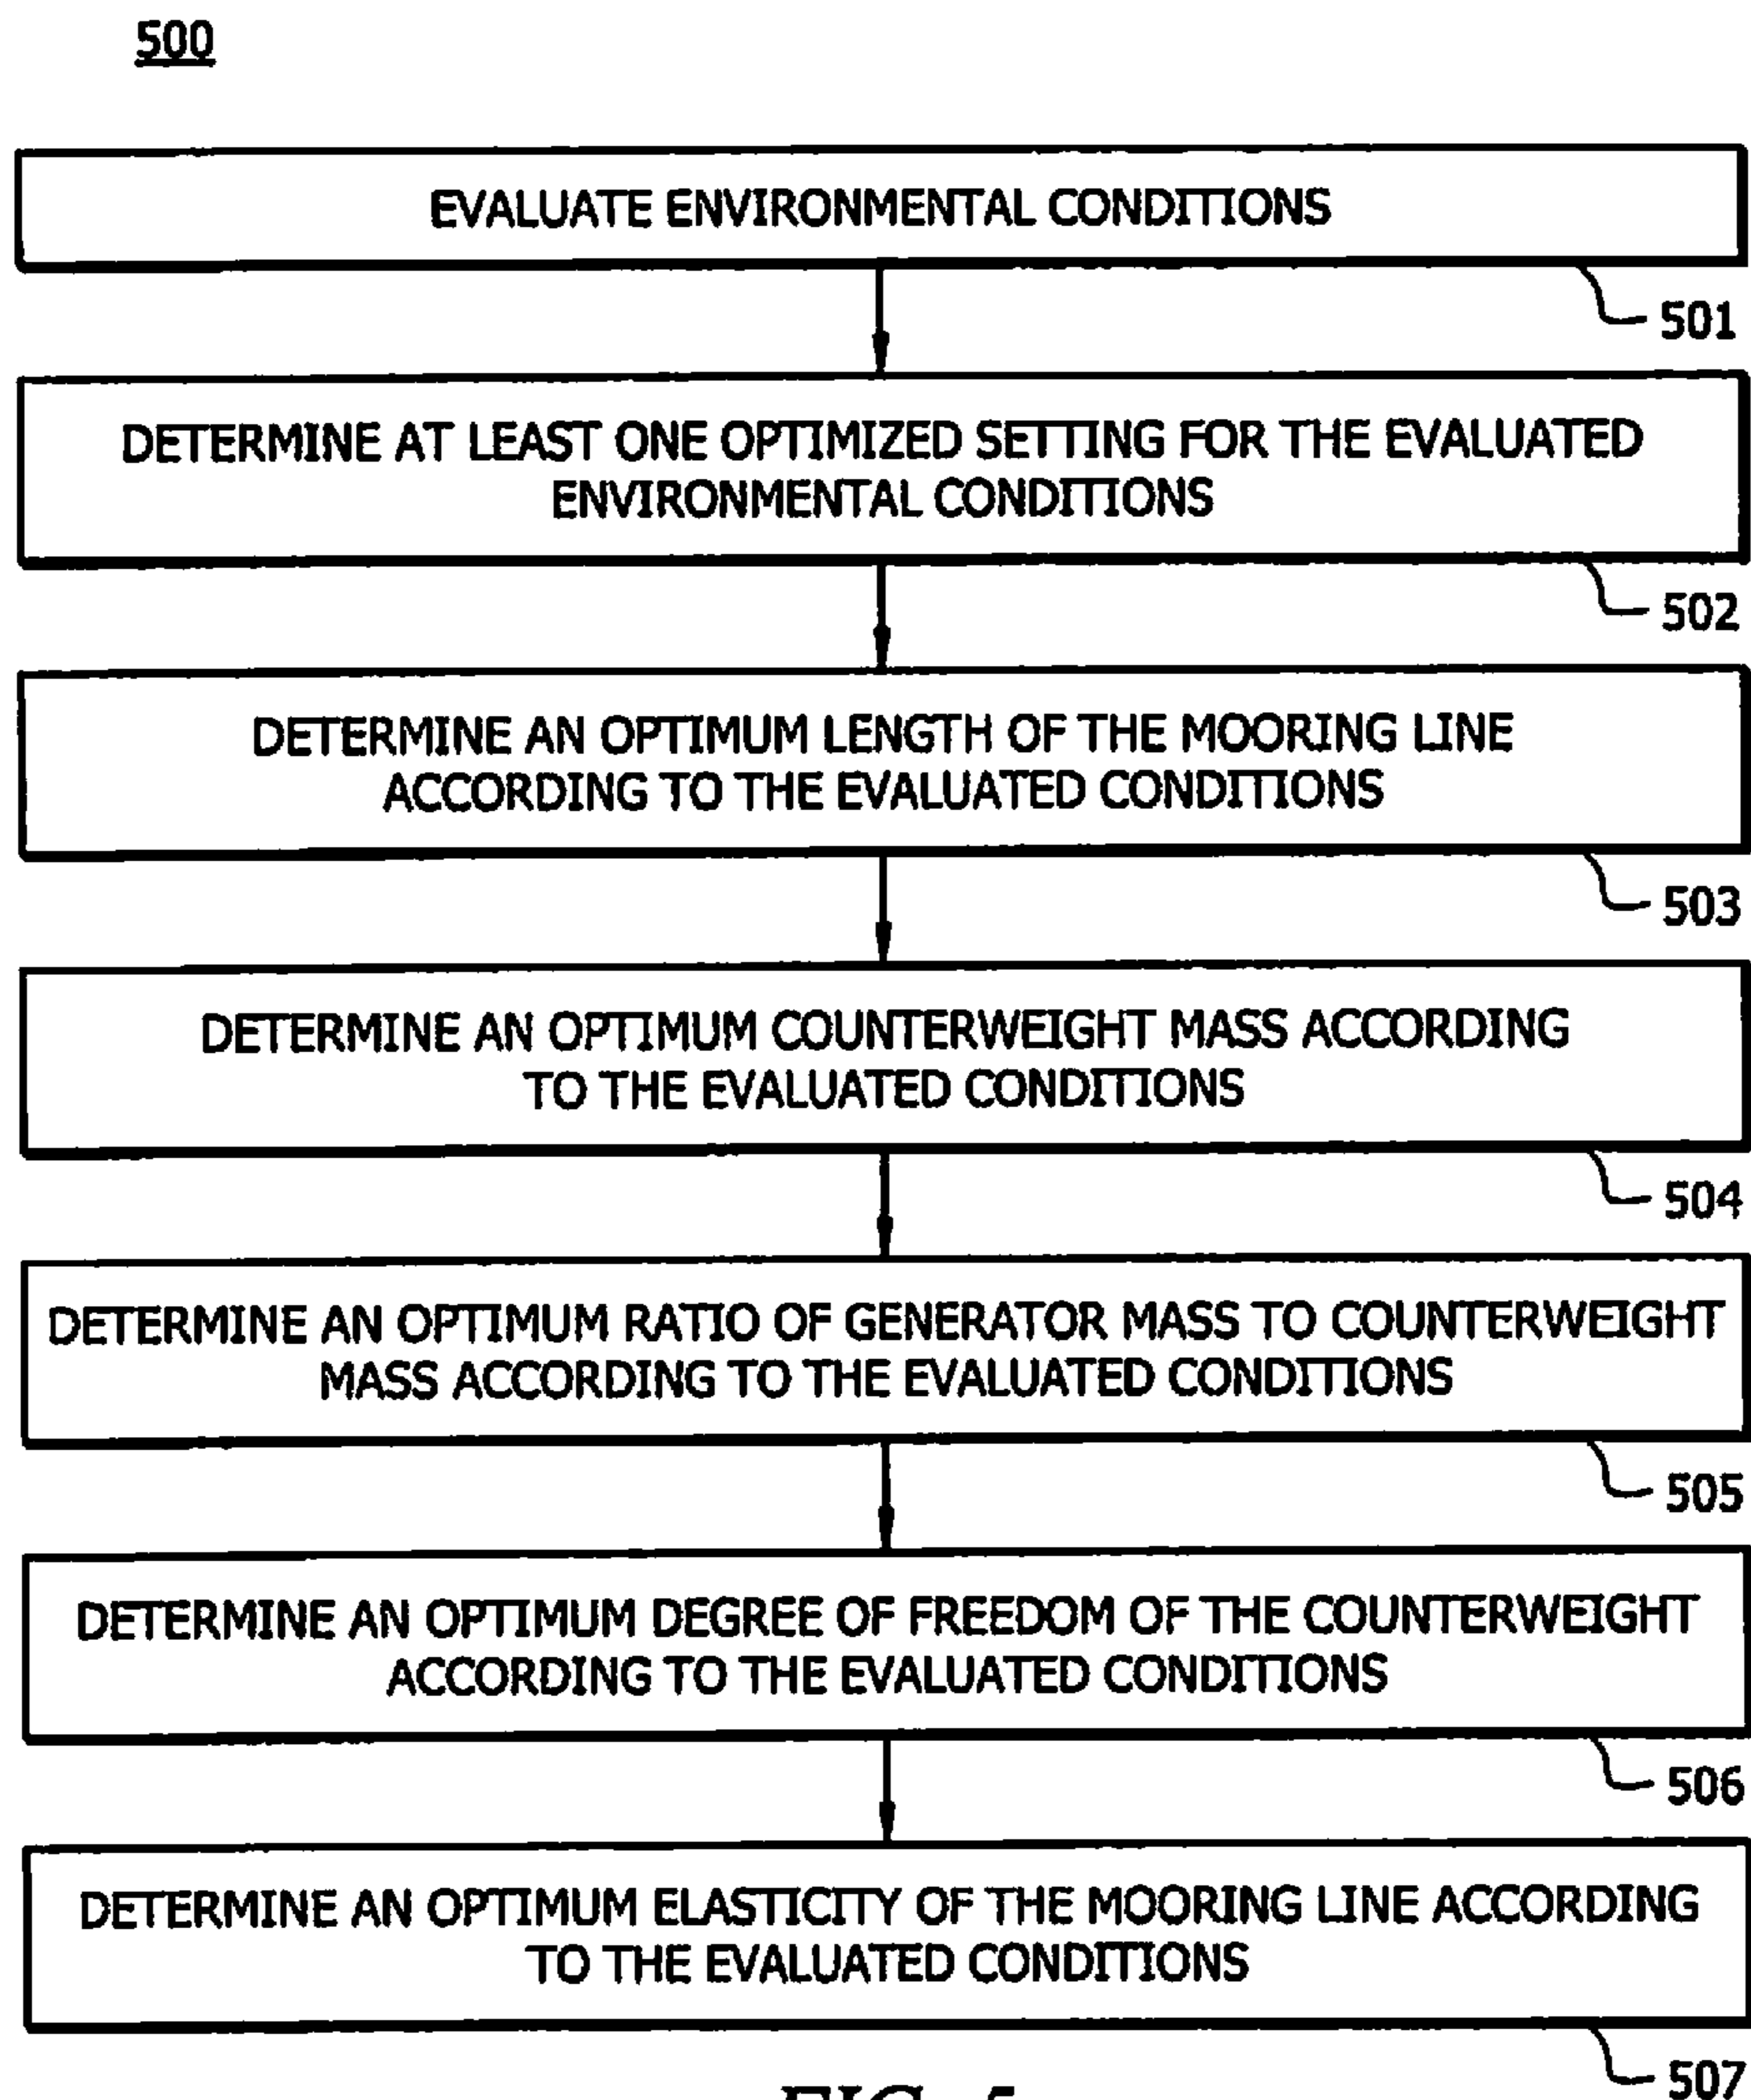 500
EVALUATE ENVIRONMENTAL CONDITIONS
501
DETERMINE AT LEAST ONE OPTIMIZED SETTING FOR THE EVALUATED
ENVIRONMENTAL CONDITIONS
502
DETERMINE AN OPTIMUM LENGTH OF THE MOORING LINE
ACCORDING TO THE EVALUATED CONDITIONS
503
DETERMINE AN OPTIMUM COUNTERWEIGHT MASS ACCORDING
TO THE EVALUATED CONDITIONS
504
DETERMINE AN OPTIMUM RATIO OF GENERATOR MASS TO COUNTERWEIGHT
MASS ACCORDING TO THE EVALUATED CONDITIONS
505
DETERMINE AN OPTIMUM DEGREE OF FREEDOM OF THE COUNTERWEIGHT
ACCORDING TO THE EVALUATED CONDITIONS
506
DETERMINE AN OPTIMUM ELASTICITY OF THE MOORING LINE ACCORDING
TO THE EVALUATED CONDITIONS
507